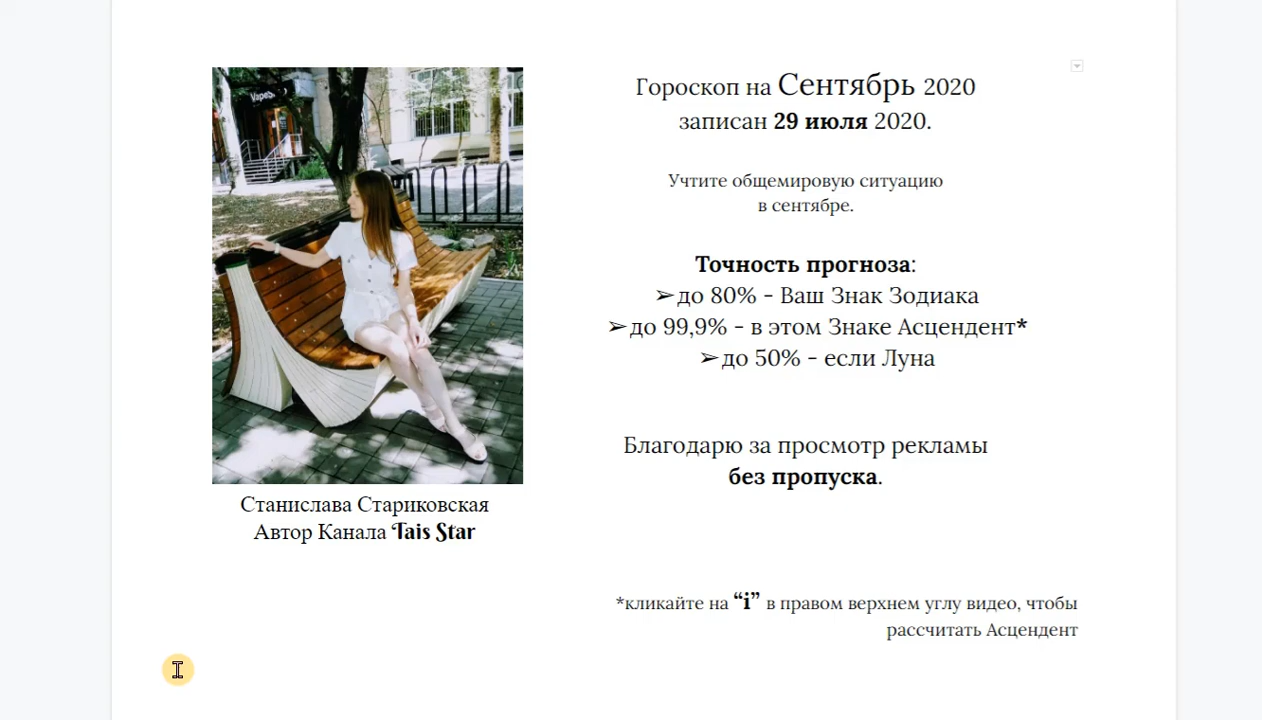 Vape
Гороскоп на Сентябрь 2020
записан 29 июля 2020.
Учтите общемировую ситуацию
в сентябре.
Точность прогноза:
➢до 80% - Ваш Знак Зодиака
➢до 99,9% - в этом Знаке Асцендент*
➢до 50% - если Луна
Благодарю за просмотр рекламы
без пропуска.
Станислава Стариковская
Автор Канала Tais Star
*кликайте на “i” в правом верхнем углу видео, чтобы
рассчитать Асцендент